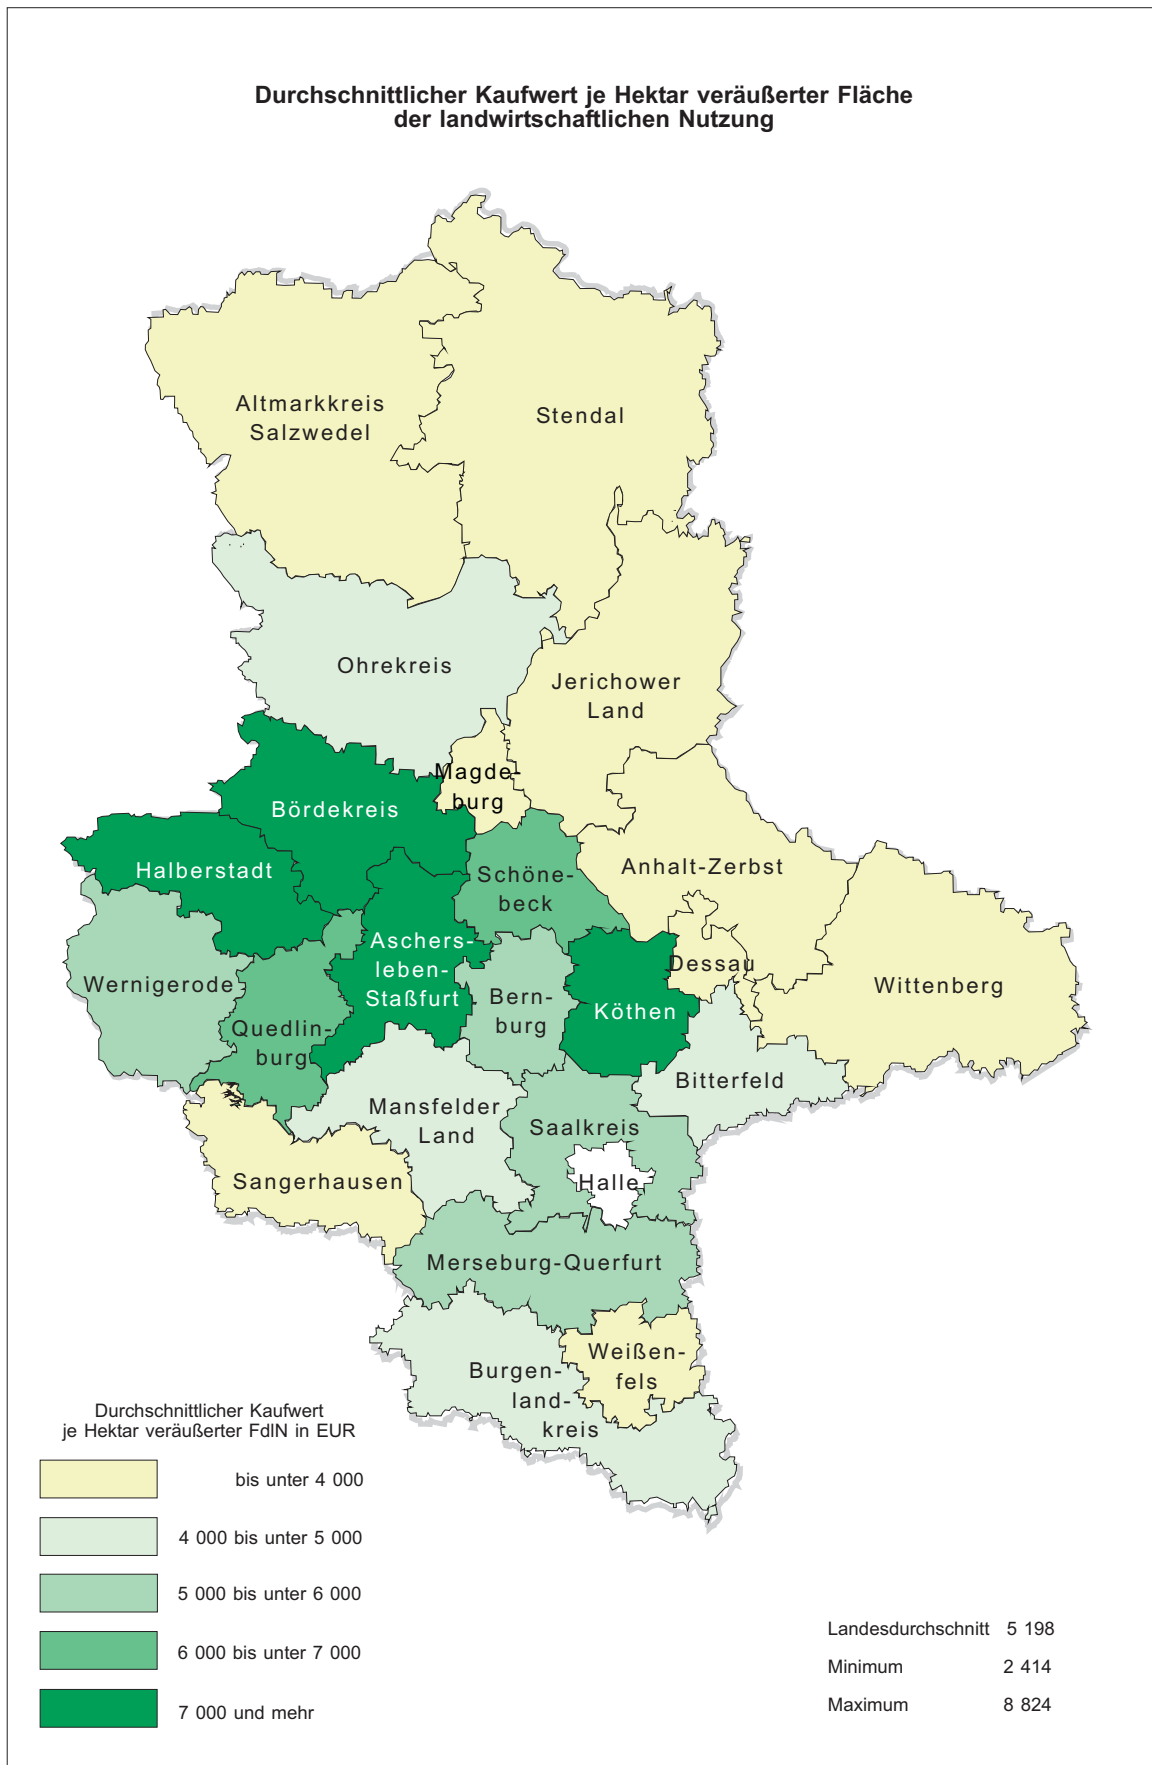 Durchschnittlicher Kaufwert je Hektar veräußerter Fläche
der landwirtschaftlichen Nutzung
Altmarkkreis
Salzwedel
Stendal
Ohrekreis
Jerichower
Land
Magde-
burg
Bördekreis
Halberstadt
Schöne-
beck
Anhalt-Zerbst
Aschers-
leben-
Staßfurt
Dessau
Wernigerode
Wittenberg
Bern-
burg
Köthen
Quedlin-
burg
Bitterfeld
Mansfelder
Land
Saalkreis
Halle
Sangerhausen
Merseburg-Querfurt
Weißen-
fels
Burgen-
land-
kreis
Durchschnittlicher Kaufwert
je Hektar veräußerter FdlN in EUR
bis unter 4 000
4 000 bis unter 5 000
5 000 bis unter 6 000
6 000 bis unter 7 000
7 000 und mehr
Landesdurchschnitt 5 198
Minimum 2 414
Maximum 8 824